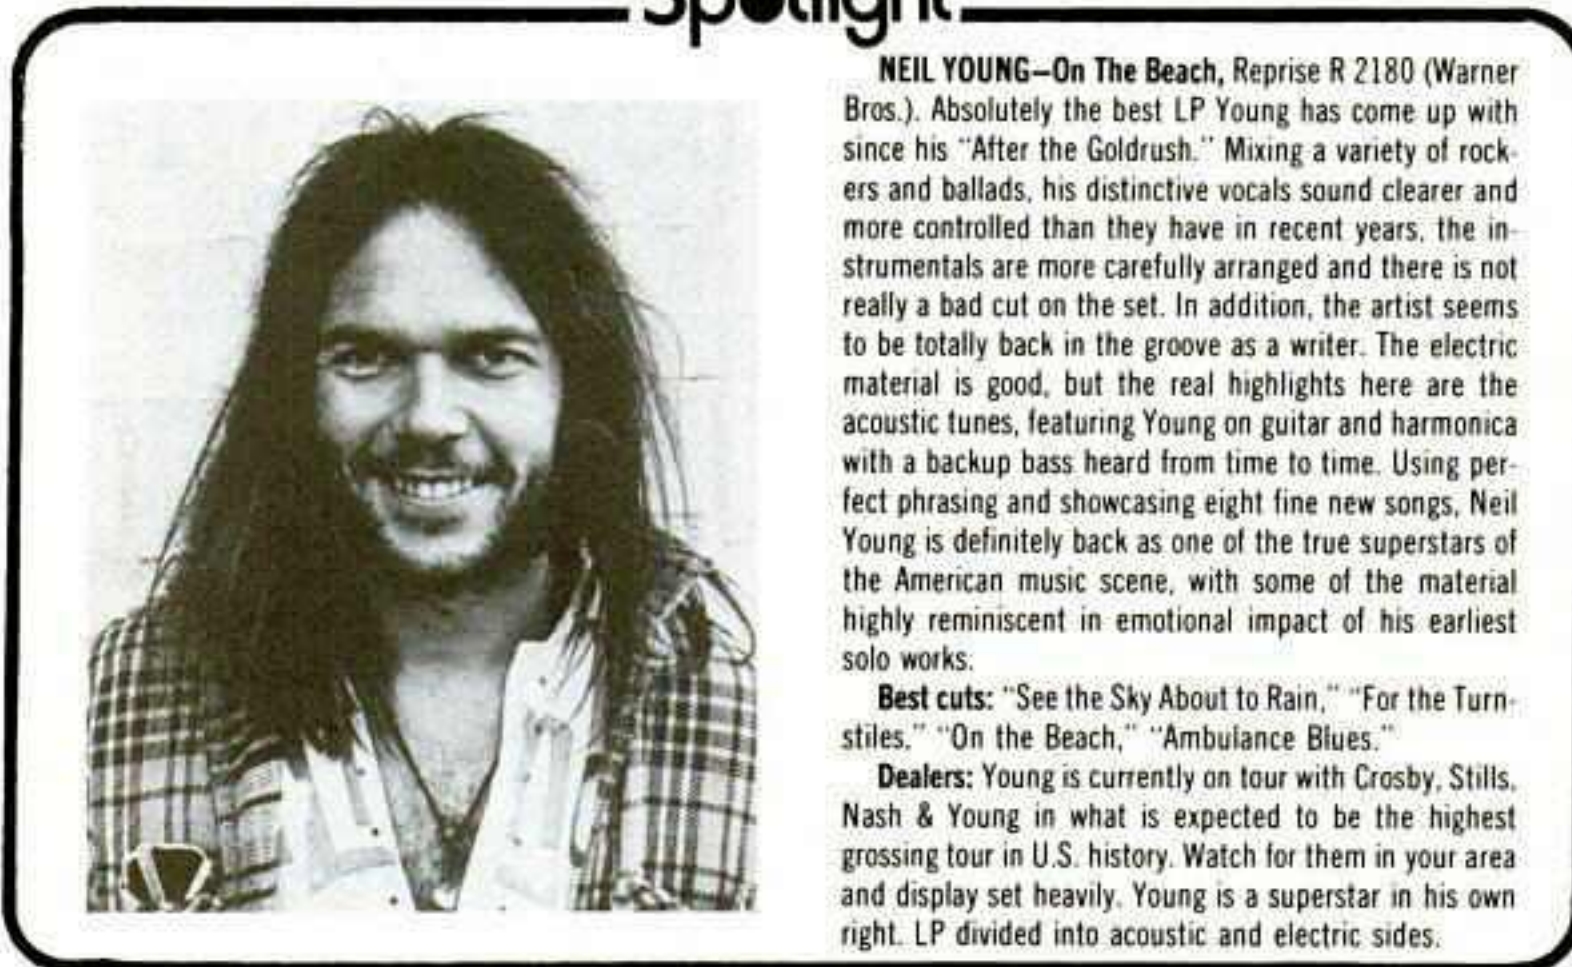 Spotlight
NEIL YOUNG—On The Beach, Reprise R 2180 (Warner
Bros.). Absolutely the best LP Young has come up with
since his "After the Goldrush." Mixing a variety of rock-
ers and ballads, his distinctive vocals sound clearer and
more controlled than they have in recent years, the in-
strumentals are more carefully arranged and there is not
really a bad cut on the set. In addition, the artist seems
to be totally back in the groove as a writer. The electric
material is good, but the real highlights here are the
acoustic tunes, featuring Young on guitar and harmonica
with a backup bass heard from time to time. Using per-
fect phrasing and showcasing eight fine new songs, Neil
Young is definitely back as one of the true superstars of
the American music scene, with some of the material
highly reminiscent in emotional impact of his earliest
solo works.
Best cuts: "See the Sky About to Rain," "For the Turn-
stiles," "On the Beach," "Ambulance Blues."
Dealers: Young is currently on tour with Crosby, Stills,
Nash & Young in what is expected to be the highest
grossing tour in U.S. history. Watch for them in your area
and display set heavily. Young is a superstar in his own
right. LP divided into acoustic and electric sides.